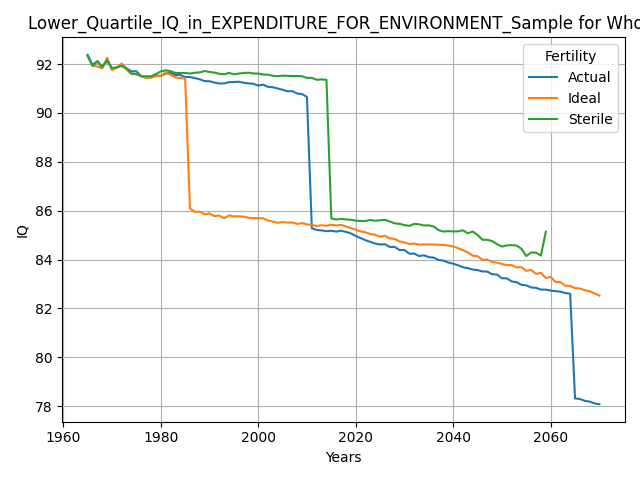 Lower_Quartile_IQ_in_EXPENDITURE_FOR_ENVIRONMENT_Sample for Who
Fertility
Actual
Ideal
Sterile
IQ
92
90
88
86
84
82
80
78
1960 1980 2000 2020 2040 2060
Years